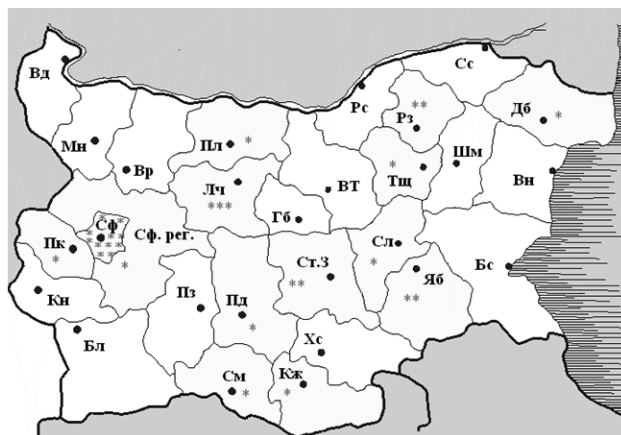 Вд
Сс
Рс
Рз
**
Дб
*
Мн
Вр
Пл
*
Шм
Вн
Лч
***
ВТ
*
Тщ
Гб
Сф
Сф. рег.
*
Пк
*
Кн
Ст.З
**
Сл
*
Яб
**
Бс
Пз
Пд
*
Бл
Хс
См
*
Кж
*